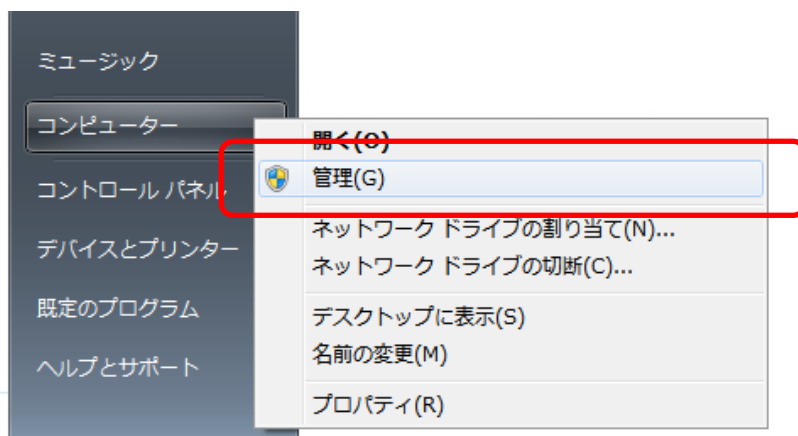 ミュージック
コンピューター
コントロール パネル
デバイスとプリンター
既定のプログラム
ヘルプとサポート
開く(O)
管理(G)
ネットワーク ドライブの割り当て(N)...
ネットワーク ドライブの切断(C)...
デスクトップに表示(S)
名前の変更(M)
プロパティ(R)